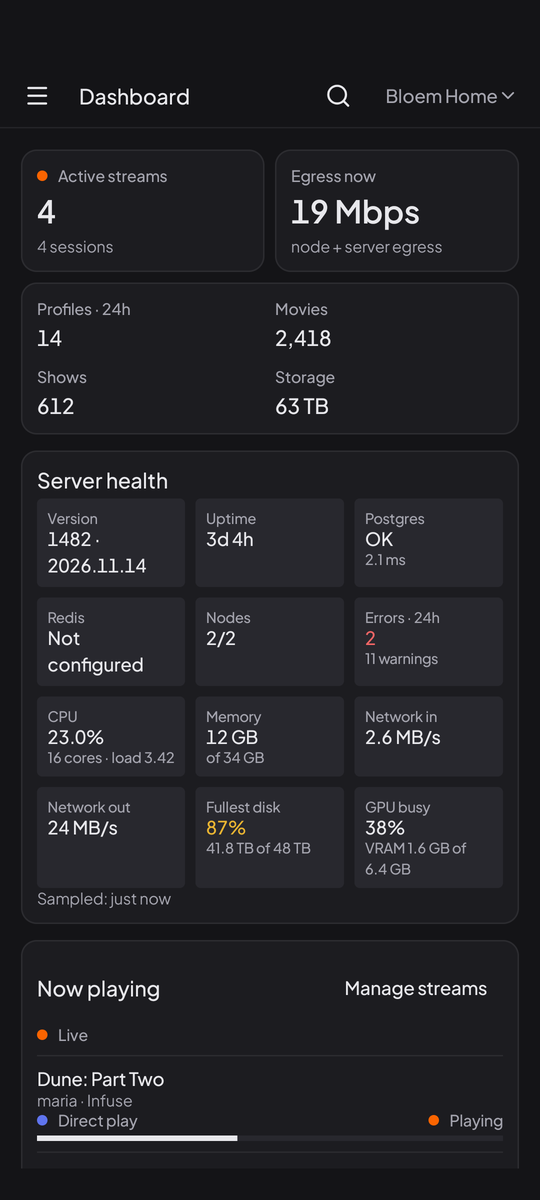 Dashboard
Bloem Home
Active streams
4
4 sessions
Egress now
19 Mbps
node + server egress
Profiles · 24h
14
Movies
2,418
Shows
612
Storage
63 TB
Server health
Version
1482 ·
2026.11.14
Uptime
3d 4h
Postgres
OK
2.1 ms
Redis
Not
configured
Nodes
2/2
Errors · 24h
2
11 warnings
CPU
23.0%
16 cores · load 3.42
Memory
12 GB
of 34 GB
Network in
2.6 MB/s
Network out
24 MB/s
Fullest disk
87%
41.8 TB of 48 TB
GPU busy
38%
VRAM 1.6 GB of
6.4 GB
Sampled: just now
Now playing
Manage streams
Live
Dune: Part Two
maria · Infuse
Direct play
Playing